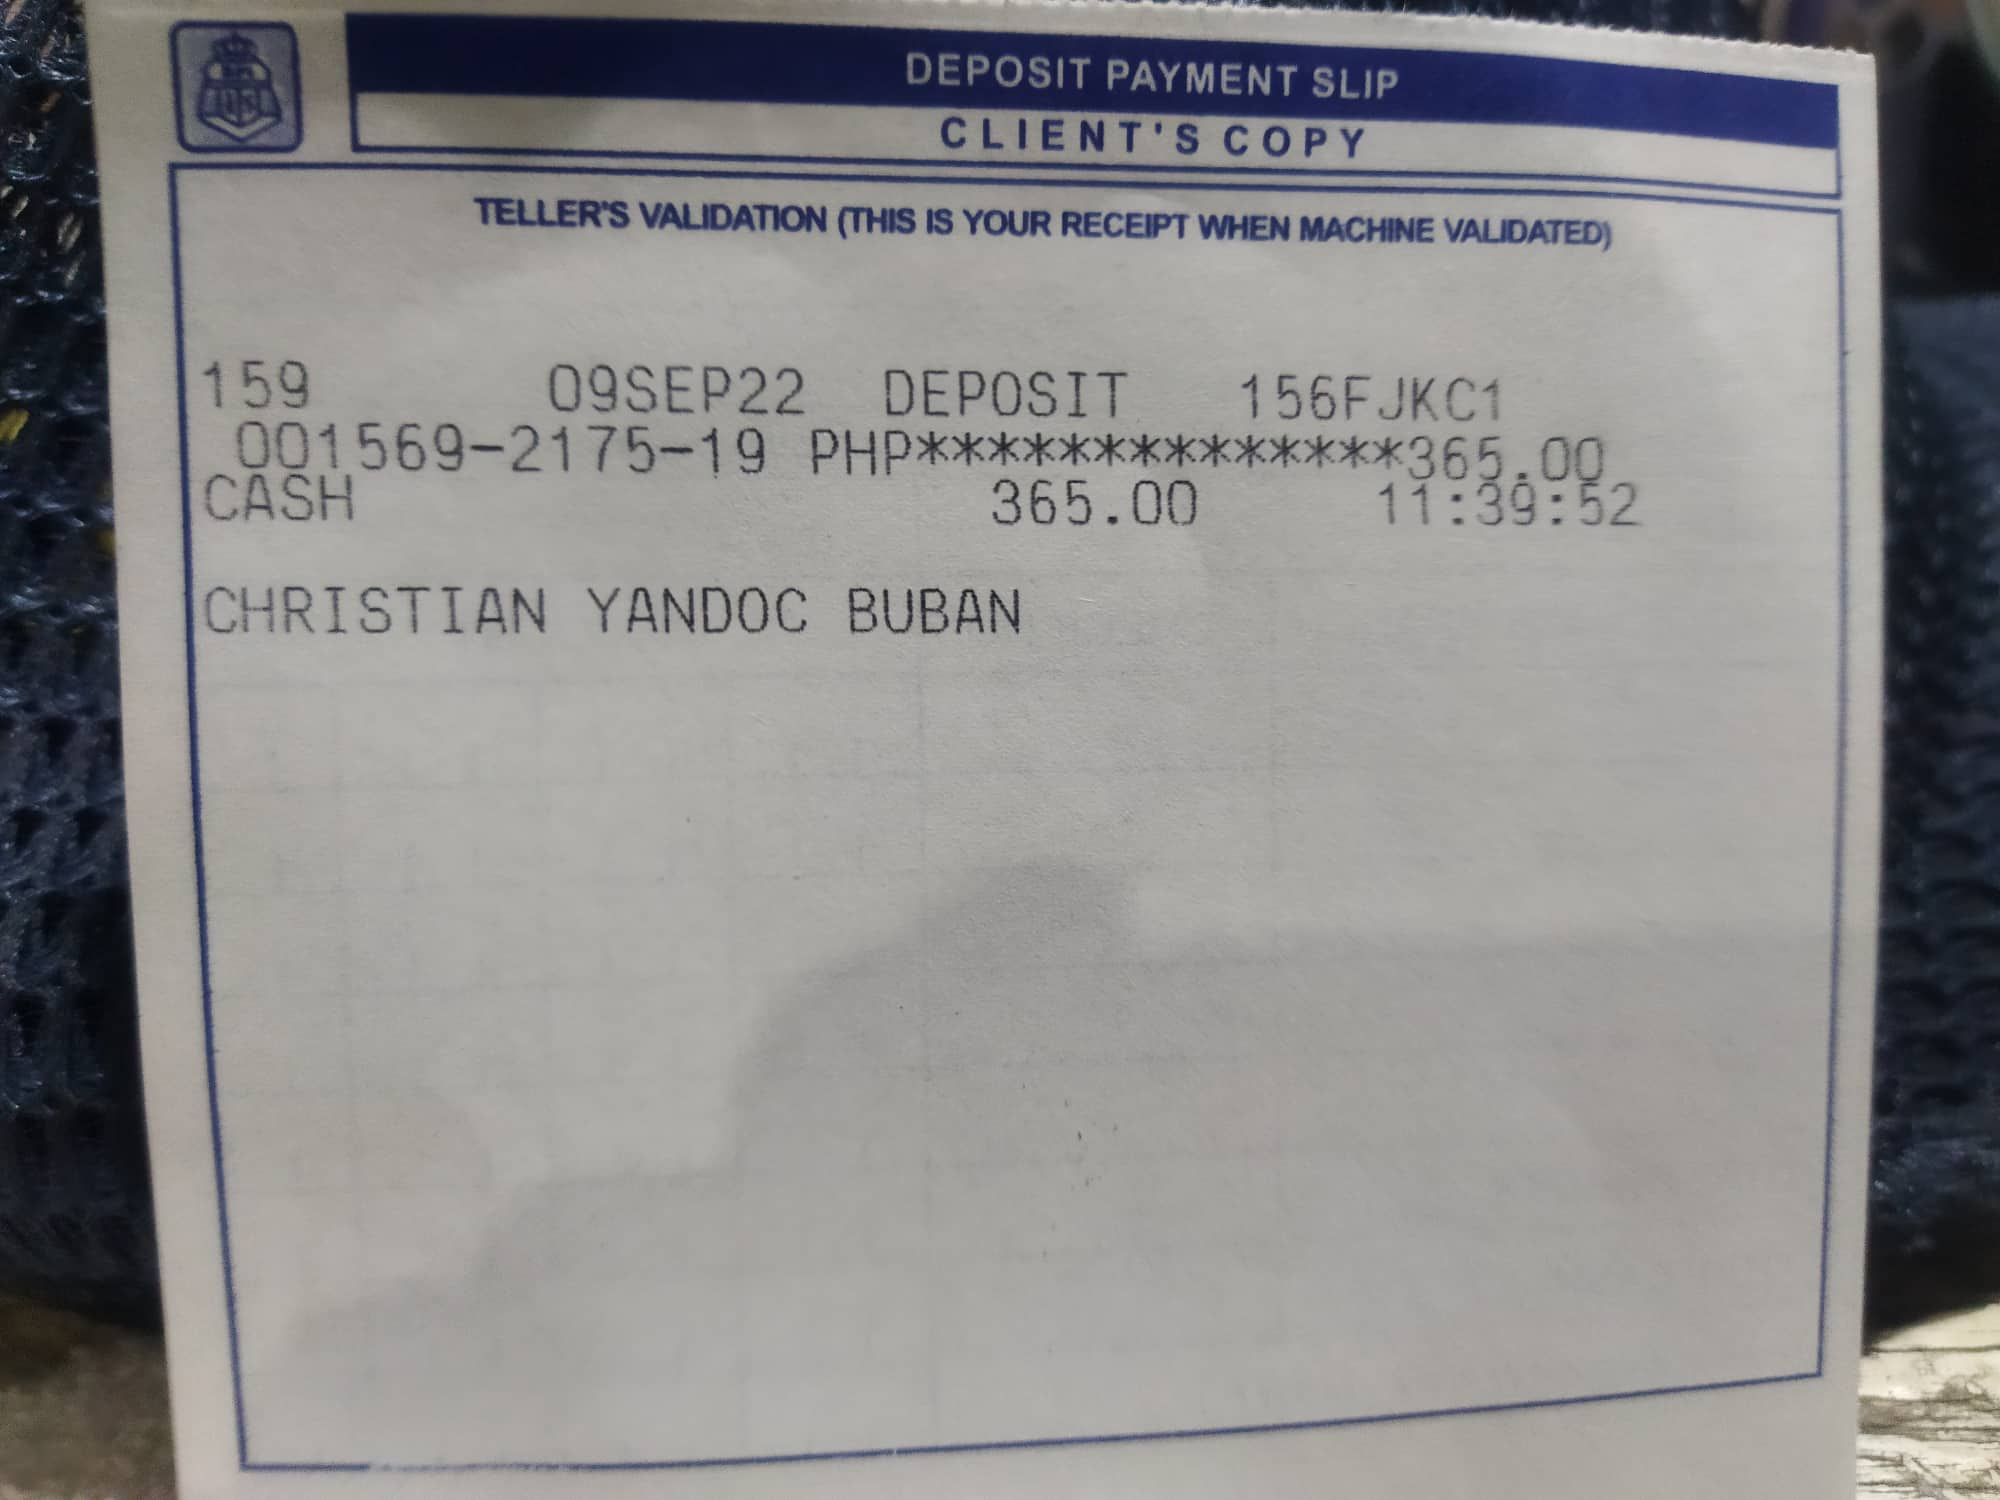 DEPOSIT PAYMENT SLIP
CLIENT'S COPY
TELLER'S VALIDATION (THIS IS YOUR RECEIPT WHEN MACHINE VALIDATED)
159 09SEP22 DEPOSIT 156FJKC1
001569-2175-19 PHP**************365.00
CASH 365.00 11:39:52
CHRISTIAN YANDOC BUBAN